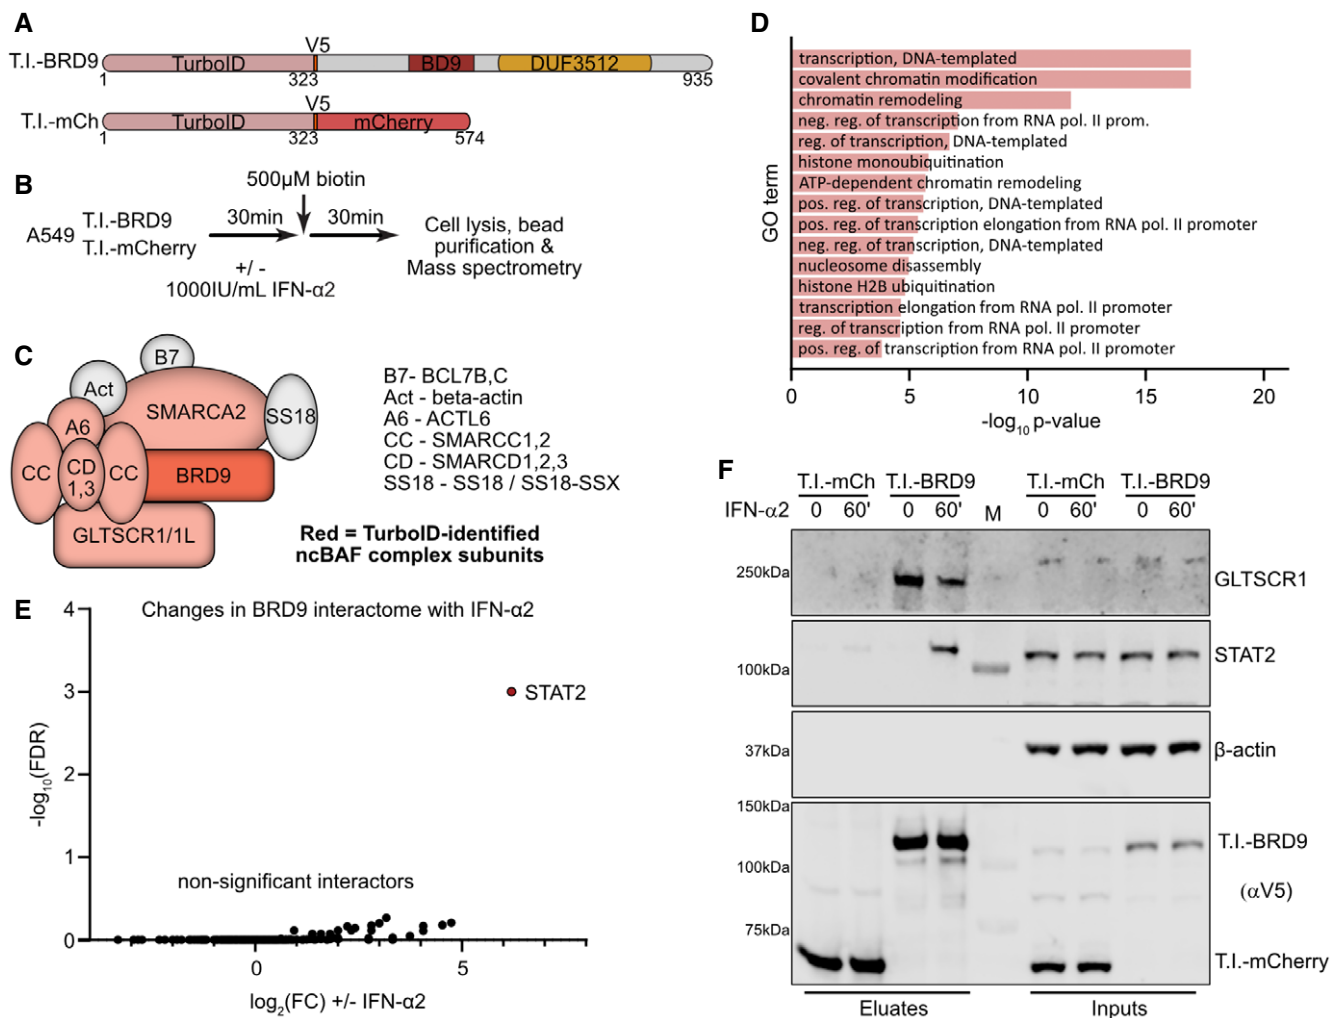 A
V5
T.I.-BRD9
TurboID
BD9
DUF3512
1
323
935
V5
T.I.-mCh
TurboID
mCherry
1
323
574
B
500µM biotin
A549
T.I.-BRD9
T.I.-mCherry
30min
30min
+/ -
1000IU/mL IFN-α2
Cell lysis, bead
purification &
Mass spectrometry
C
B7
Act
A6
SMARCA2
SS18
CC
CD
1,3
CC
BRD9
GLTSCR1/1L
B7- BCL7B,C
Act - beta-actin
A6 - ACTL6
CC - SMARCC1,2
CD - SMARCD1,2,3
SS18 - SS18 / SS18-SSX
Red = TurboID-identified
ncBAF complex subunits
D
GO term
transcription, DNA-templated
covalent chromatin modification
chromatin remodeling
neg. reg. of transcription from RNA pol. II prom.
reg. of transcription, DNA-templated
histone monoubiquitination
ATP-dependent chromatin remodeling
pos. reg. of transcription, DNA-templated
pos. reg. of transcription elongation from RNA pol. II promoter
neg. reg. of transcription, DNA-templated
nucleosome disassembly
histone H2B ubiquitination
transcription elongation from RNA pol. II promoter
reg. of transcription from RNA pol. II promoter
pos. reg. of transcription from RNA pol. II promoter
0 5 10 15 20
-log10 p-value
E
Changes in BRD9 interactome with IFN-α2
-log10(FDR)
4
3
2
1
0
STAT2
non-significant interactors
0 5
log2(FC) +/- IFN-α2
F
T.I.-mCh T.I.-BRD9 T.I.-mCh T.I.-BRD9
IFN-α2 0 60' 0 60' M 0 60' 0 60'
250kDa
GLTSCR1
100kDa
STAT2
37kDa
β-actin
150kDa
100kDa
75kDa
T.I.-BRD9
(αV5)
T.I.-mCherry
Eluates
Inputs